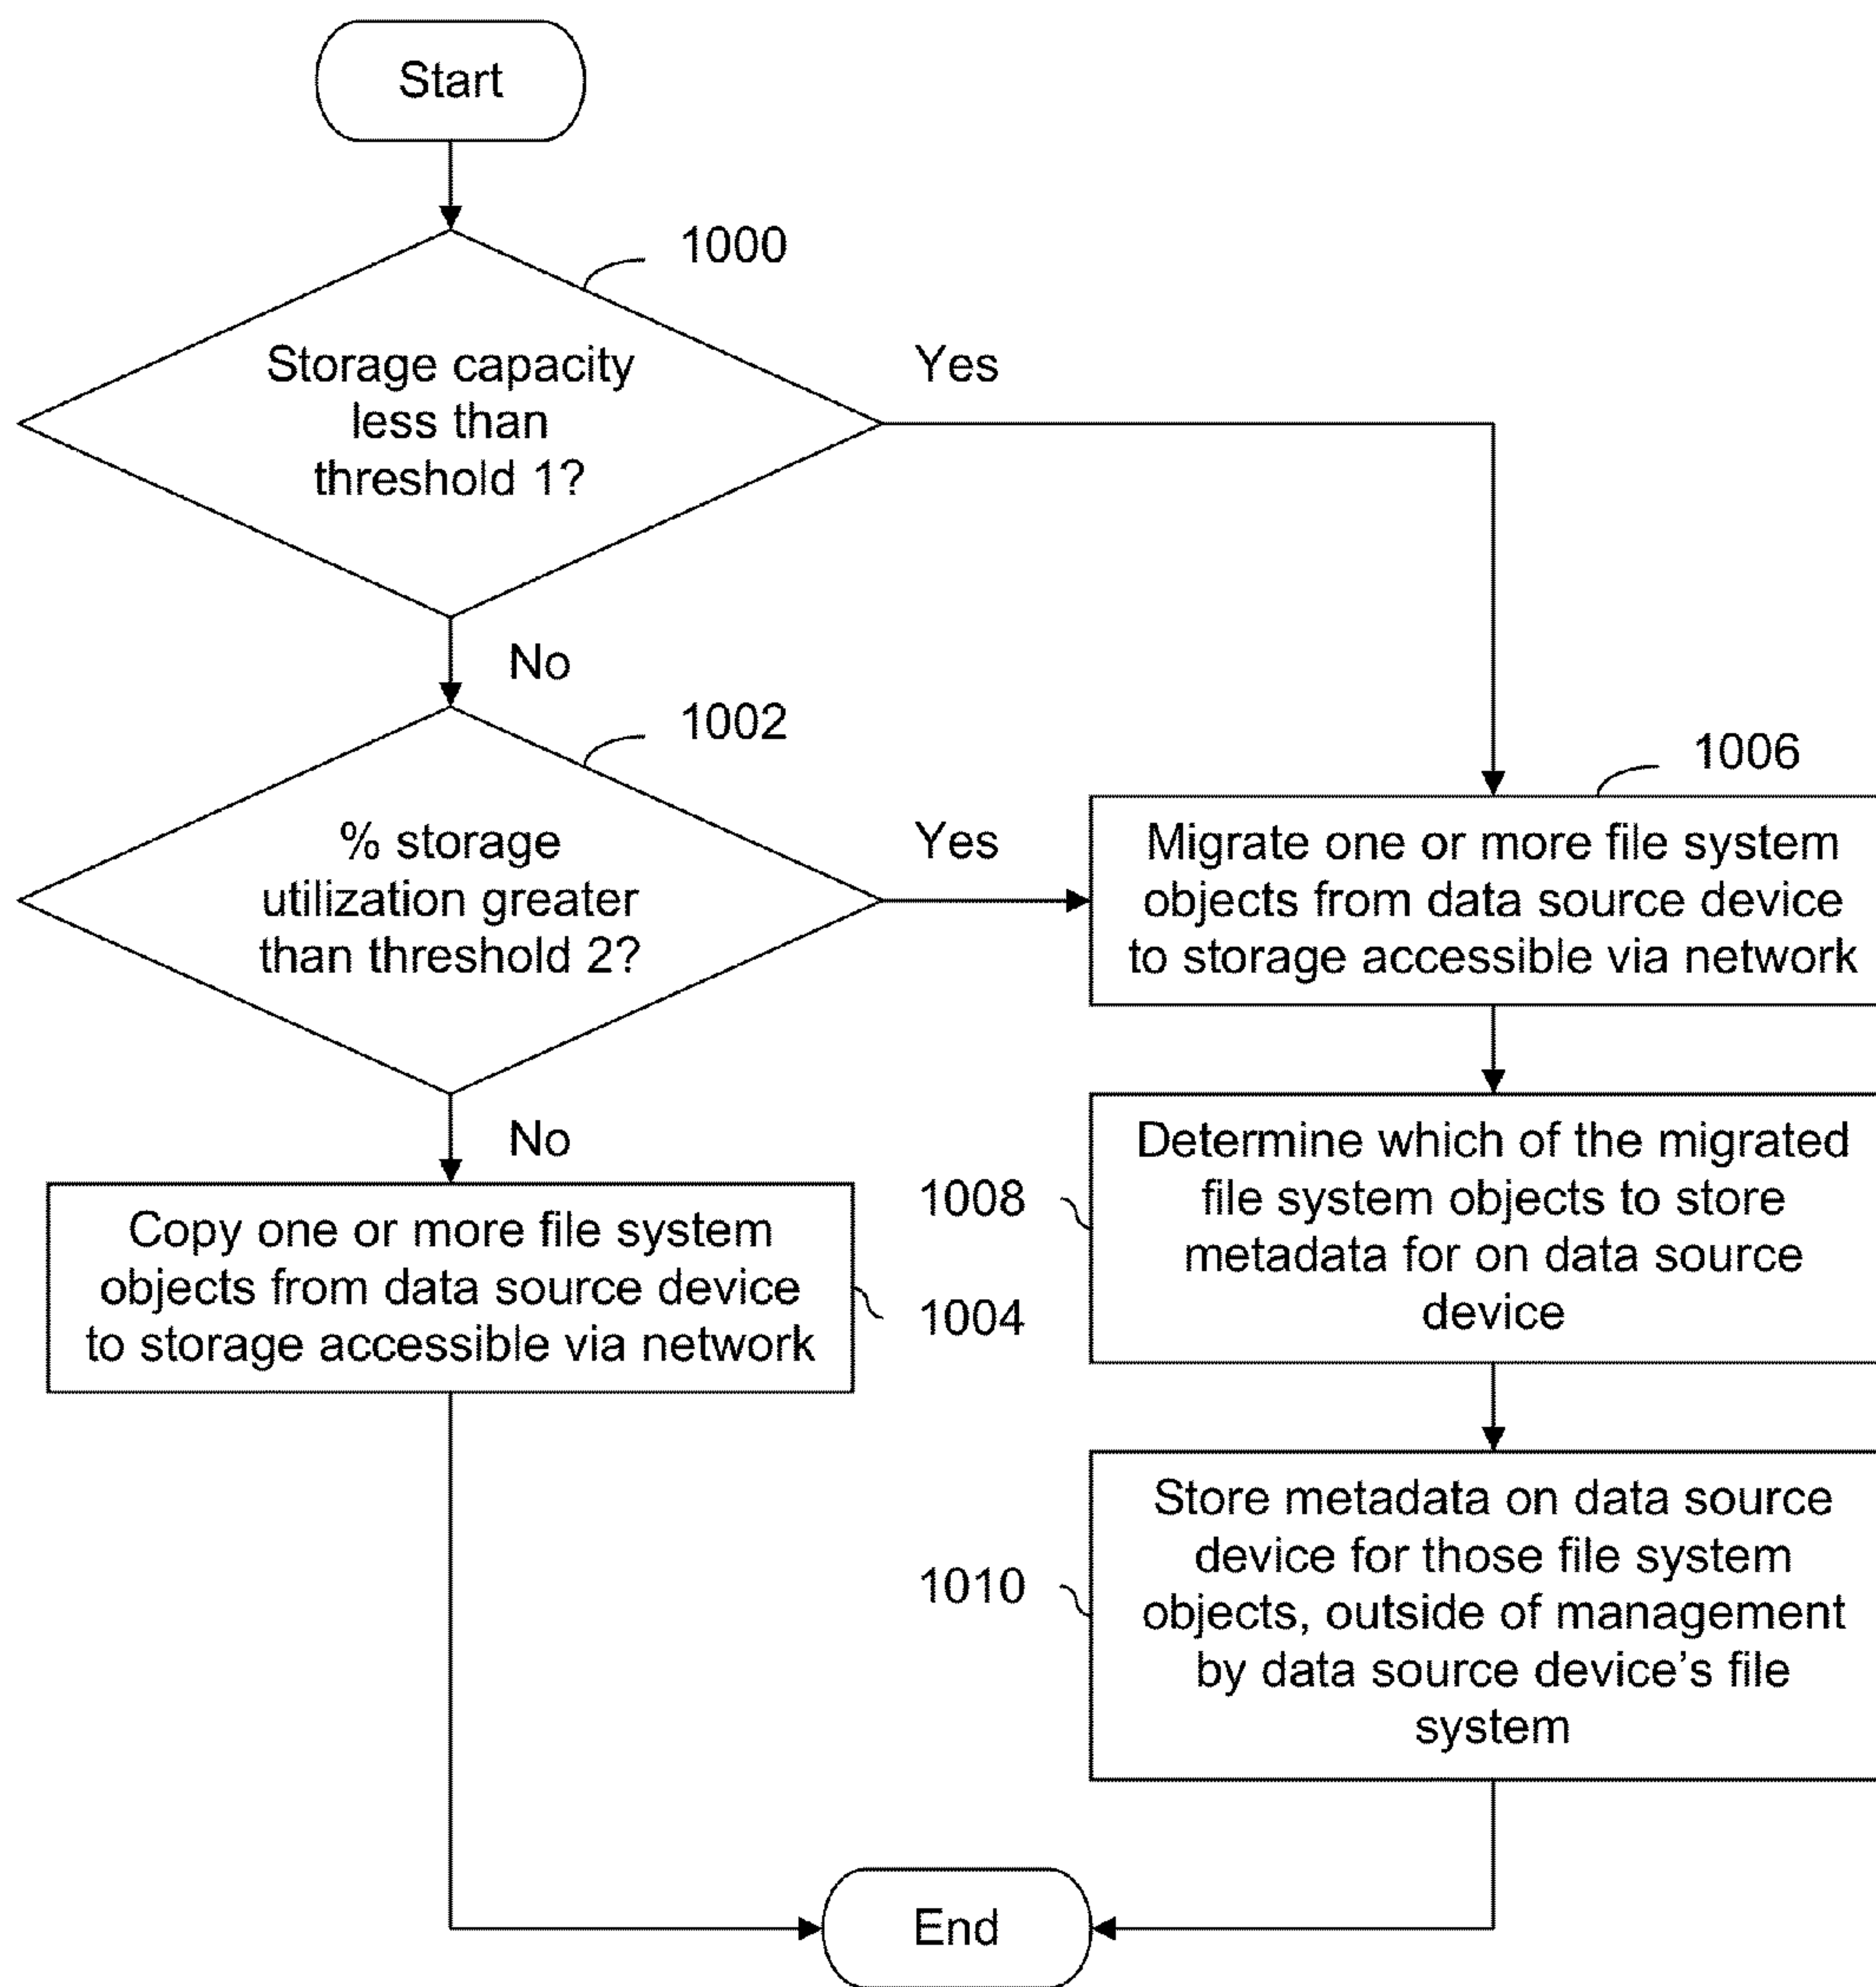 Start
1000
Storage capacity
less than
threshold 1?
Yes
No
1002
% storage
utilization greater
than threshold 2?
Yes
1006
Migrate one or more file system
objects from data source device
to storage accessible via network
No
Copy one or more file system
objects from data source device
to storage accessible via network
1004
1008
Determine which of the migrated
file system objects to store
metadata for on data source
device
1010
Store metadata on data source
device for those file system
objects, outside of management
by data source device's file
system
End